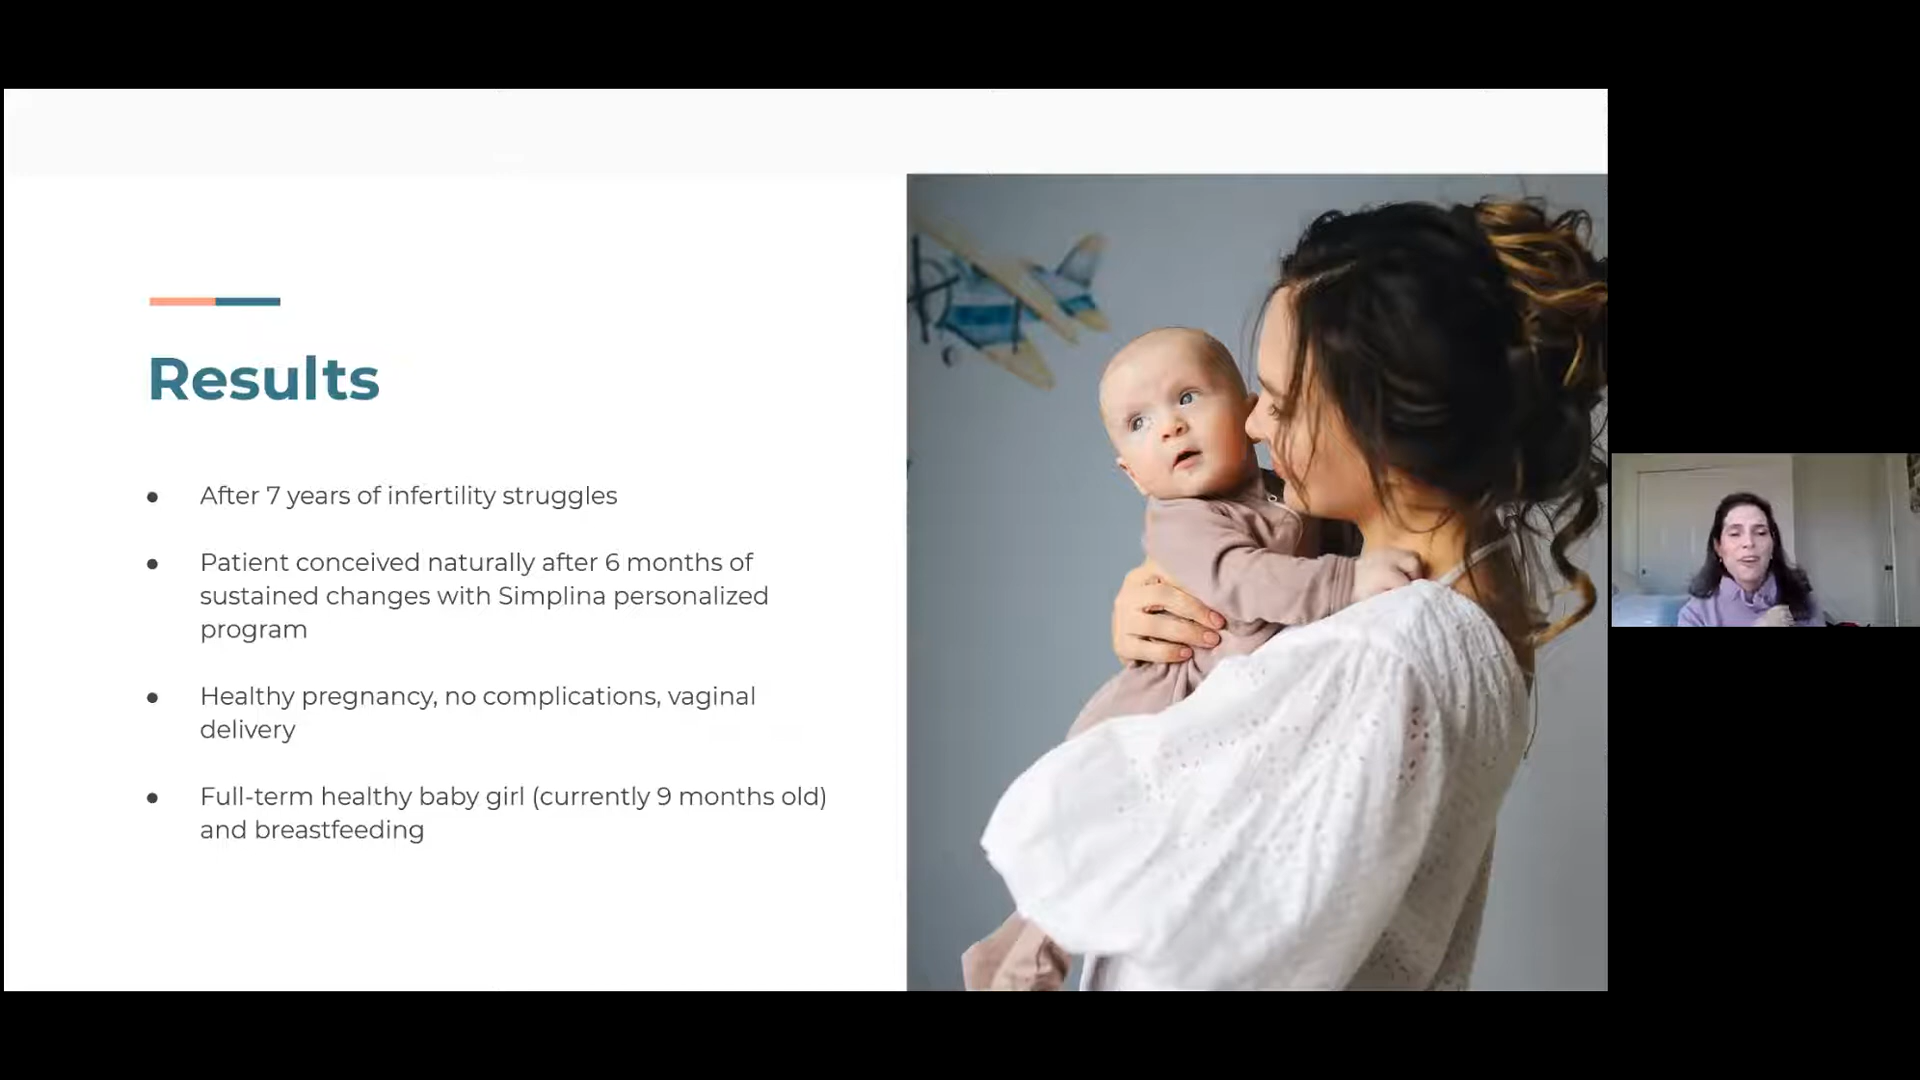 Results
● After 7 years of infertility struggles
● Patient conceived naturally after 6 months of
sustained changes with Simplina personalized
program
● Healthy pregnancy, no complications, vaginal
delivery
● Full-term healthy baby girl (currently 9 months old)
and breastfeeding